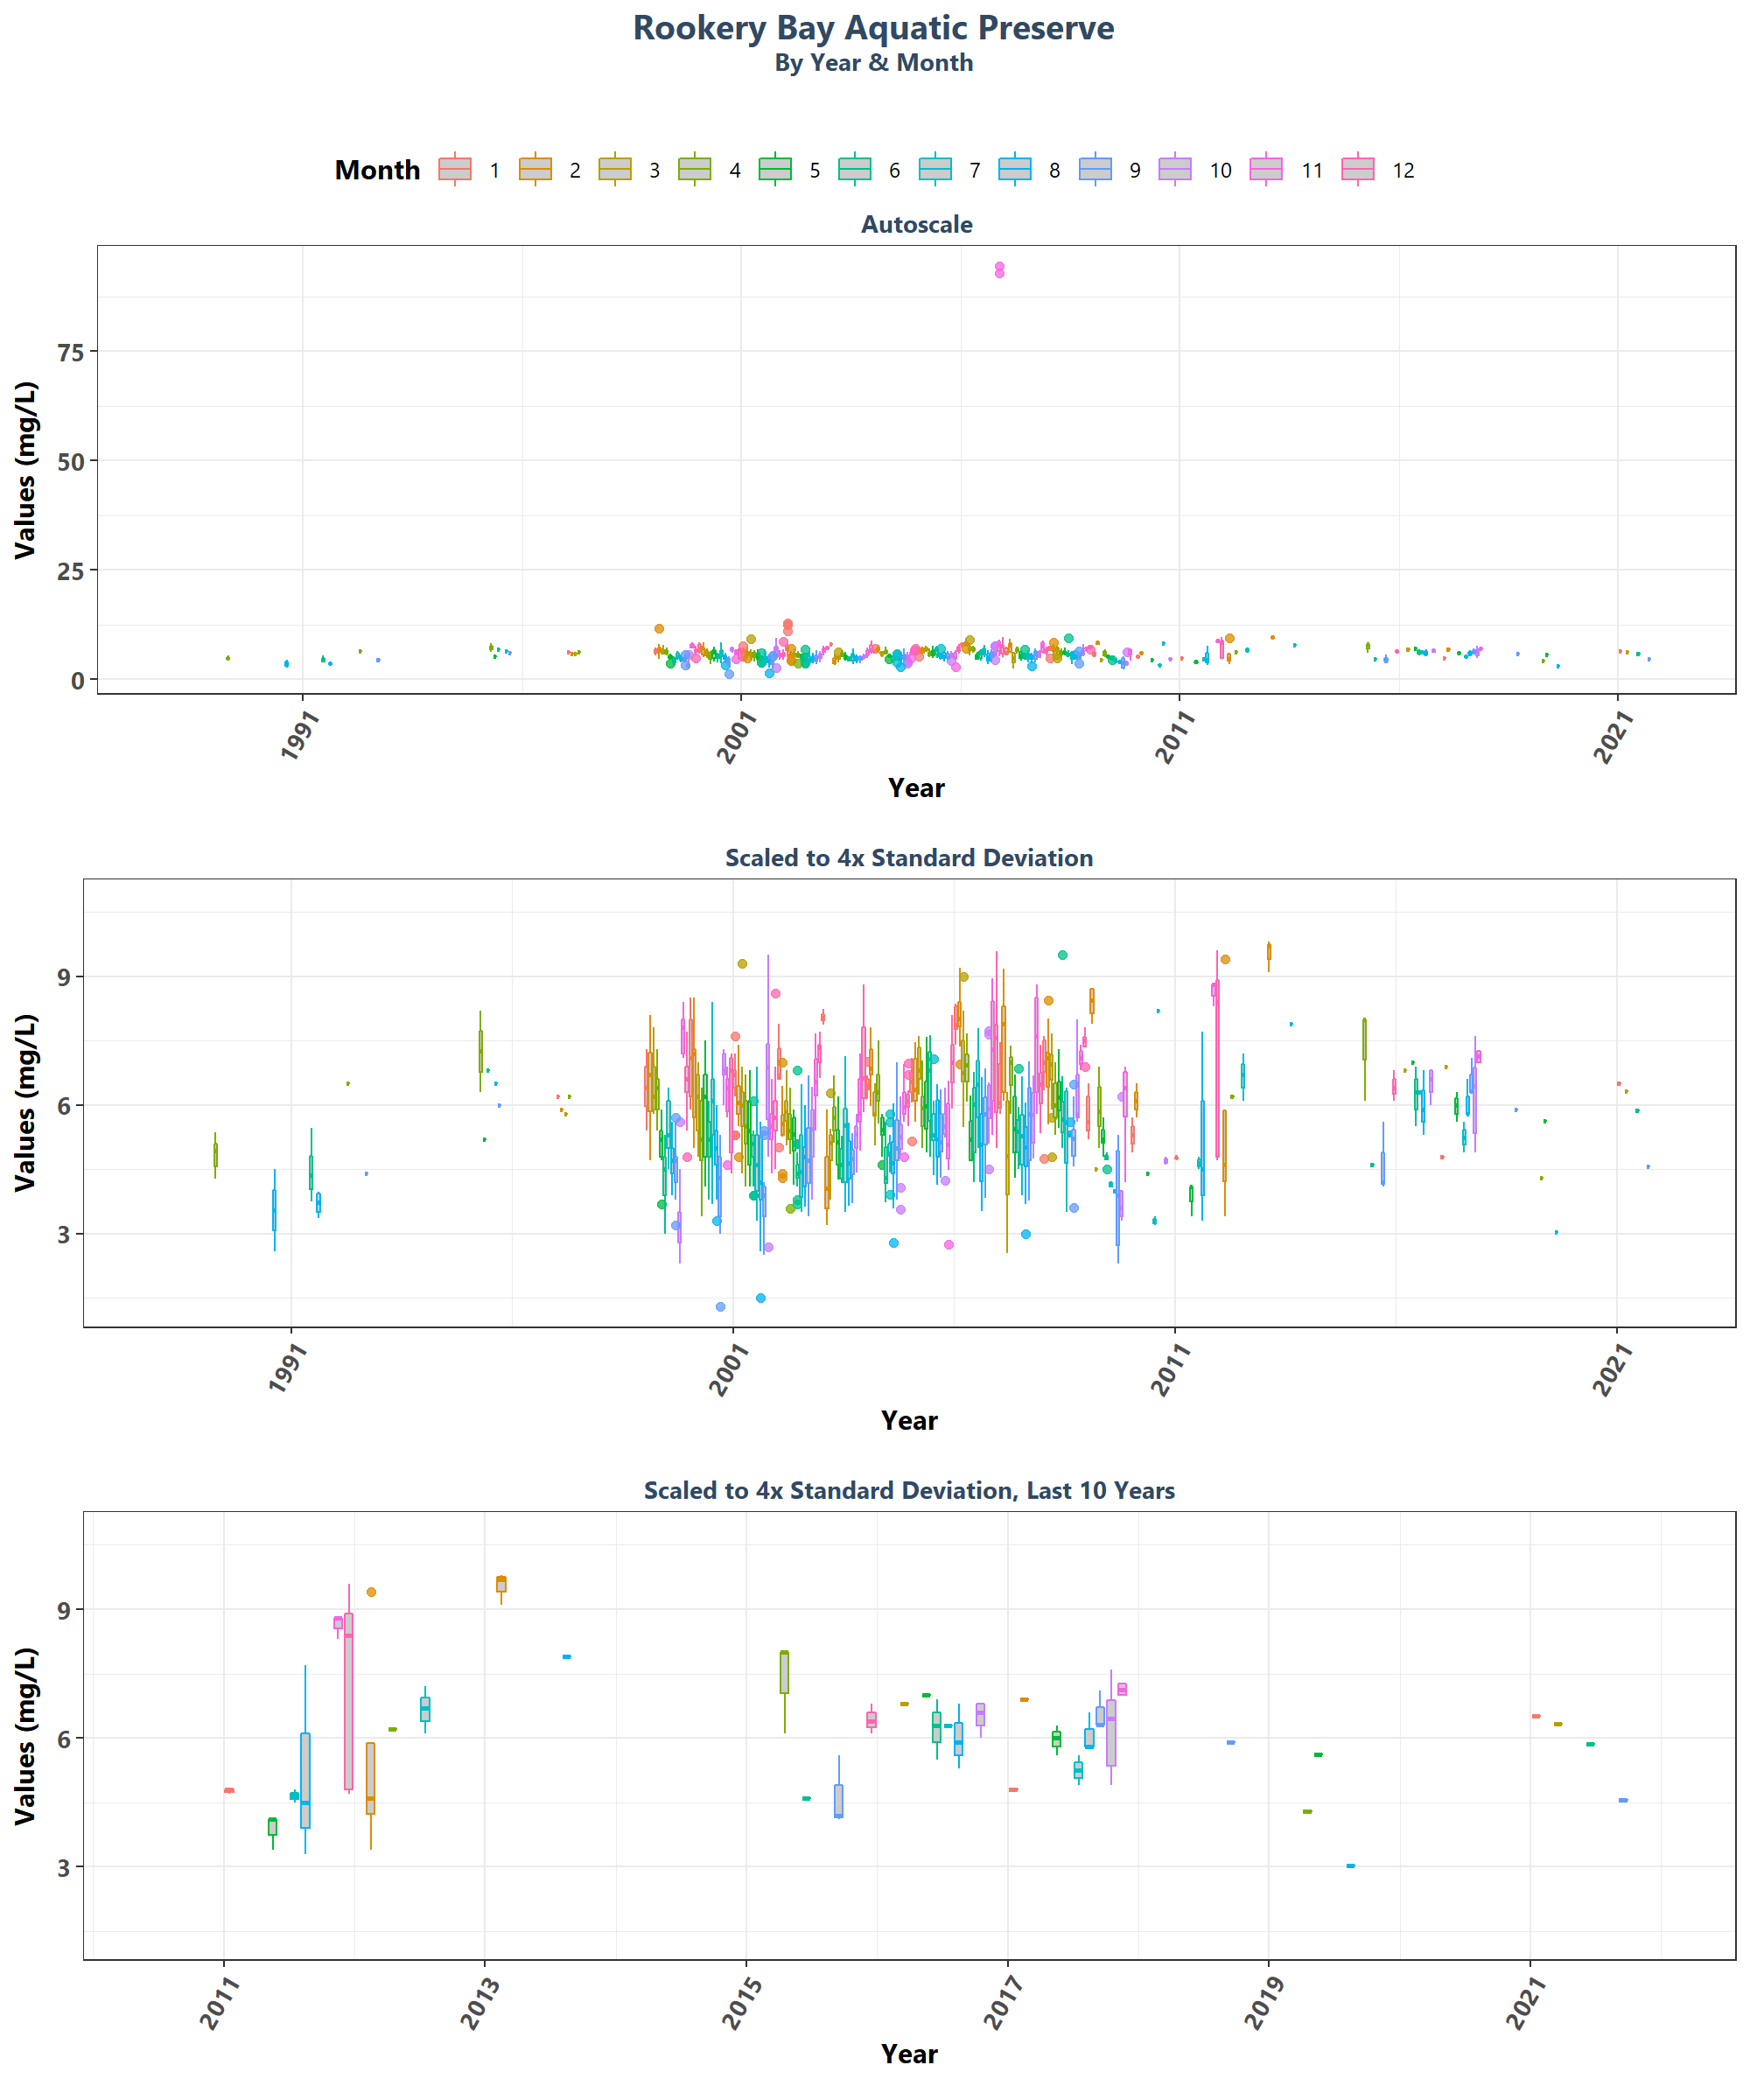 Rookery Bay Aquatic Preserve
By Year & Month
Month 1 2 3 4 5 6 7 8 9 10 11 12
Autoscale
Values (mg/L)
75
50
25
0
1991 2001 2011 2021
Year
Scaled to 4x Standard Deviation
Values (mg/L)
9
6
3
1991 2001 2011 2021
Year
Scaled to 4x Standard Deviation, Last 10 Years
Values (mg/L)
9
6
3
2011 2013 2015 2017 2019 2021
Year